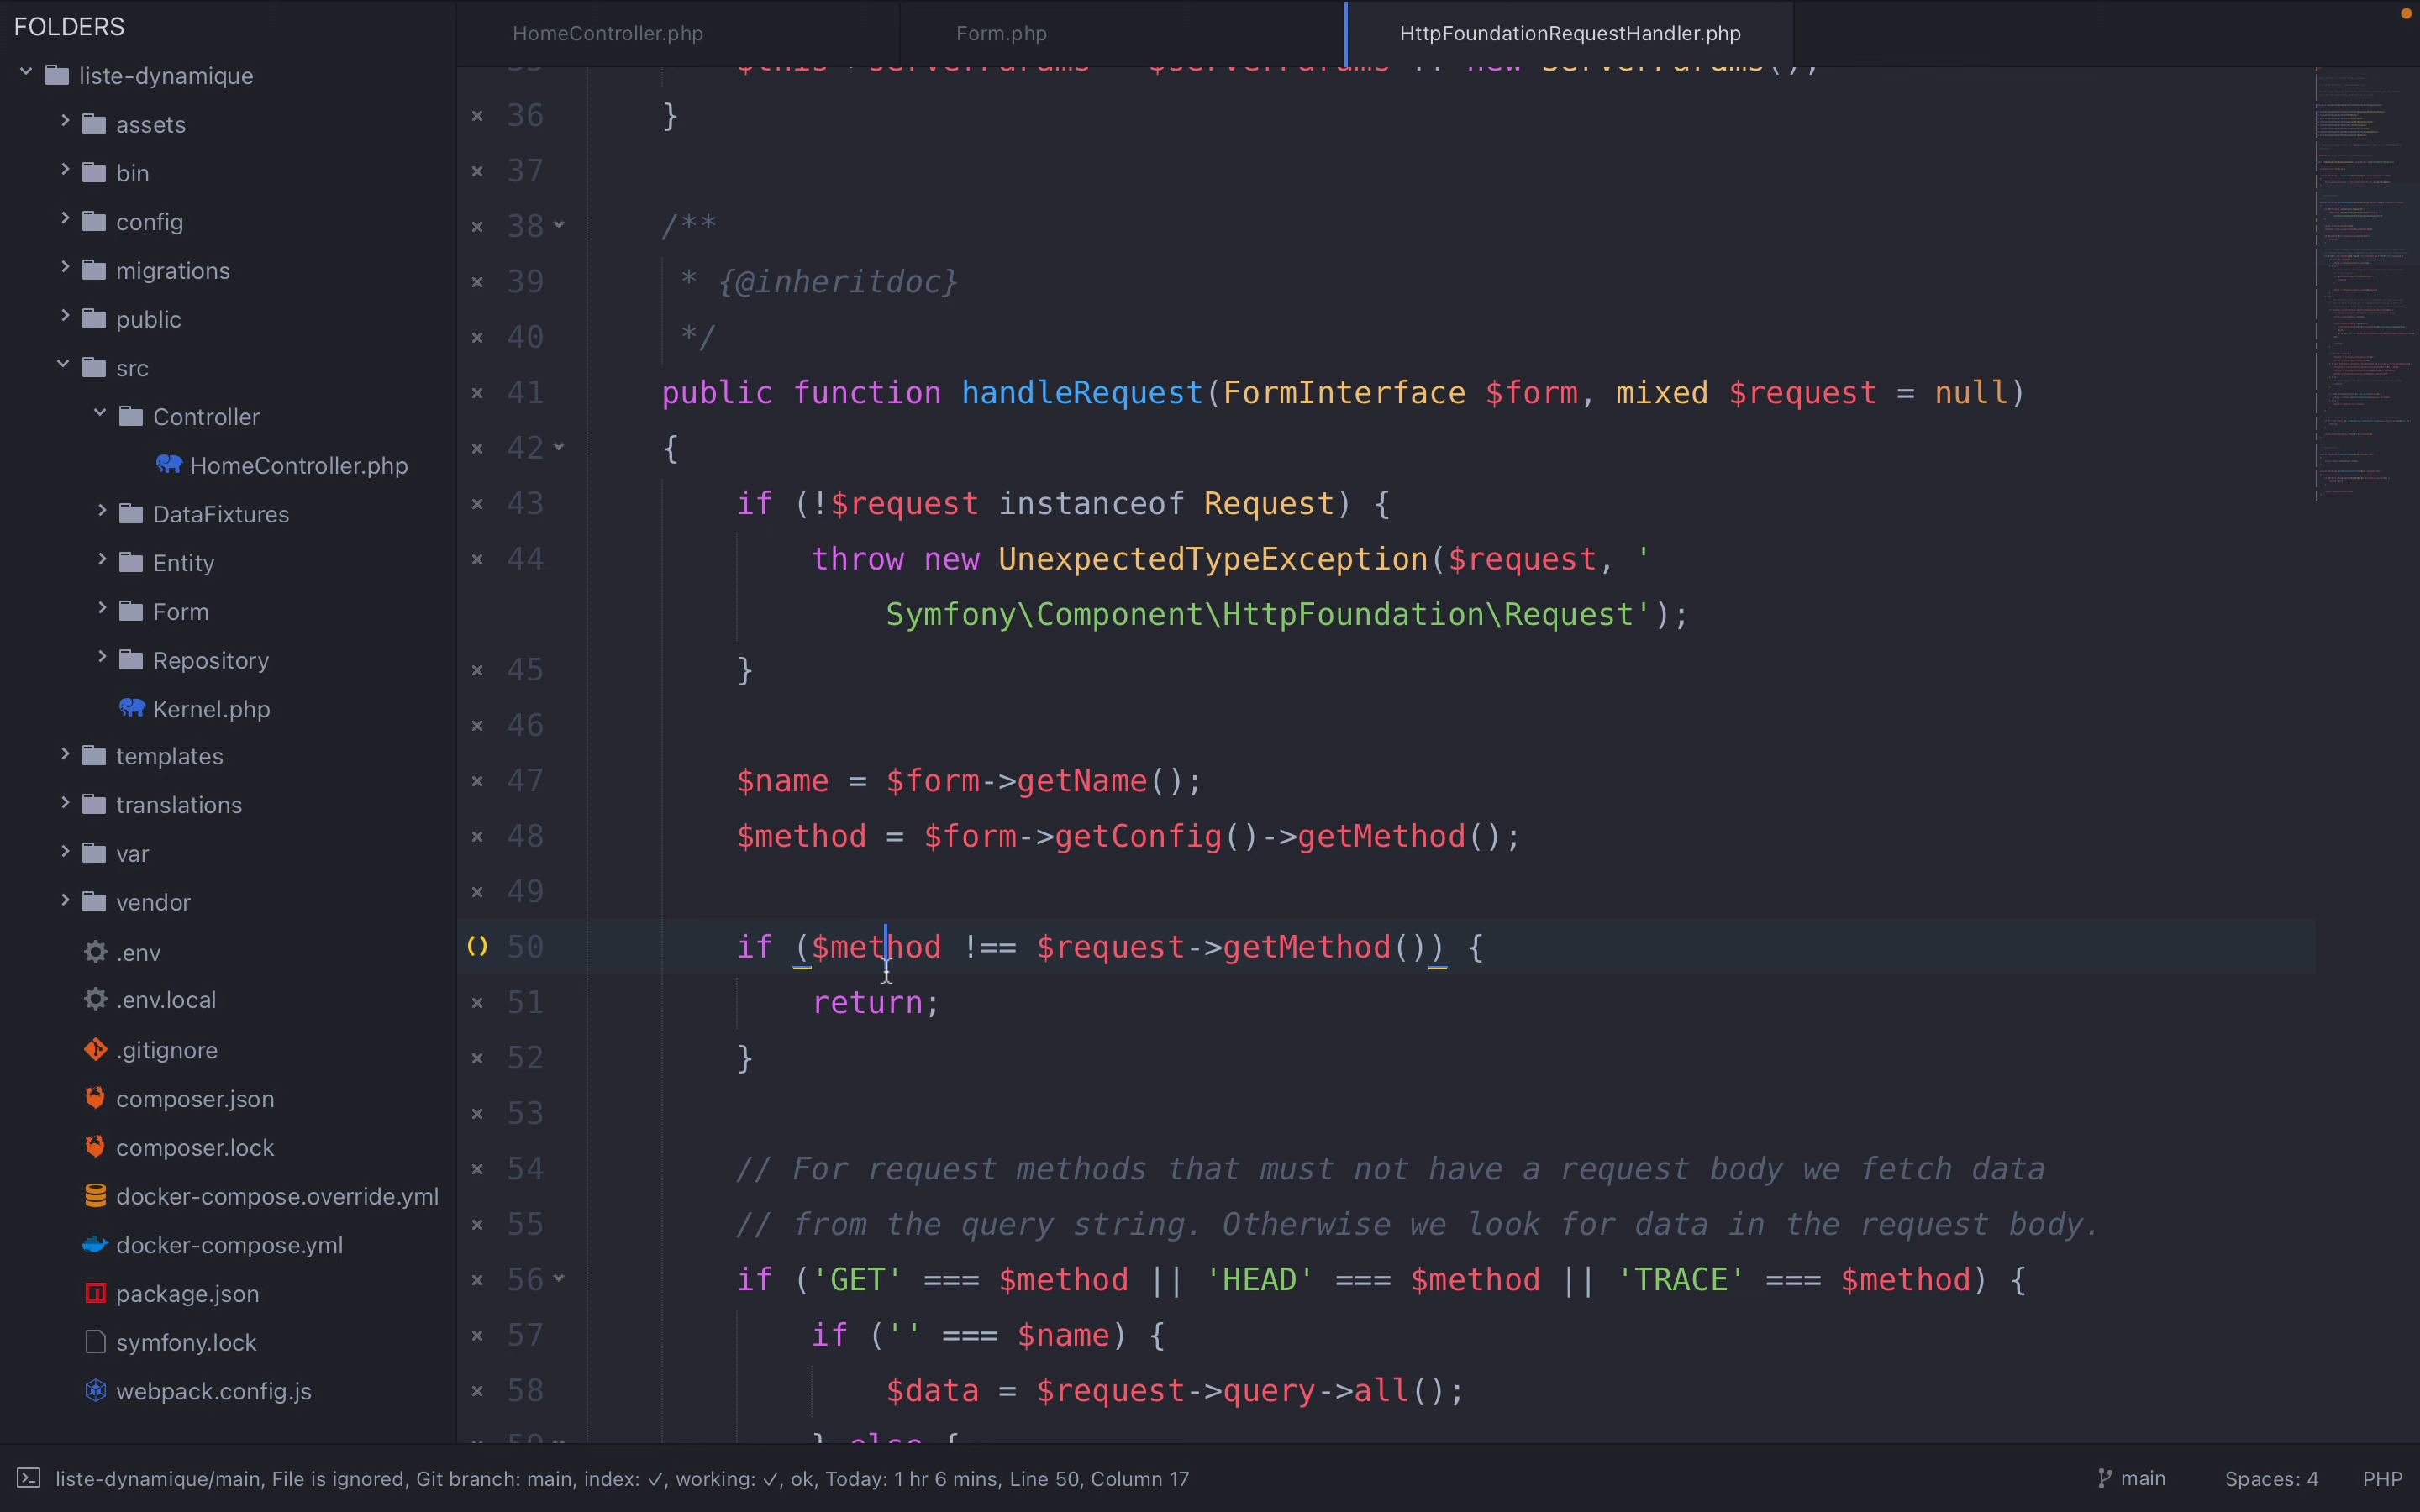 FOLDERS
liste-dynamique
assets
bin
config
migrations
public
src
Controller
HomeController.php
DataFixtures
Entity
Form
Repository
Kernel.php
templates
translations
var
vendor
.env
.env.local
.gitignore
composer.json
composer.lock
docker-compose.override.yml
docker-compose.yml
package.json
symfony.lock
webpack.config.js
HomeController.php
Form.php
HttpFoundationRequestHandler.php
36 }
37
38 /**
39 * {@inheritdoc}
40 */
41 public function handleRequest(FormInterface $form, mixed $request = null)
42 {
43 if (!$request instanceof Request) {
44 throw new UnexpectedTypeException($request, '
Symfony\Component\HttpFoundation\Request');
45 }
46
47 $name = $form->getName();
48 $method = $form->getConfig()->getMethod();
49
50 if ($method !== $request->getMethod()) {
51 return;
52 }
53
54 // For request methods that must not have a request body we fetch data
55 // from the query string. Otherwise we look for data in the request body.
56 if ('GET' === $method || 'HEAD' === $method || 'TRACE' === $method) {
57 if ('' === $name) {
58 $data = $request->query->all();
59 } else {
liste-dynamique/main, File is ignored, Git branch: main, index: ✓, working: ✓, ok, Today: 1 hr 6 mins, Line 50, Column 17
main
Spaces: 4
PHP